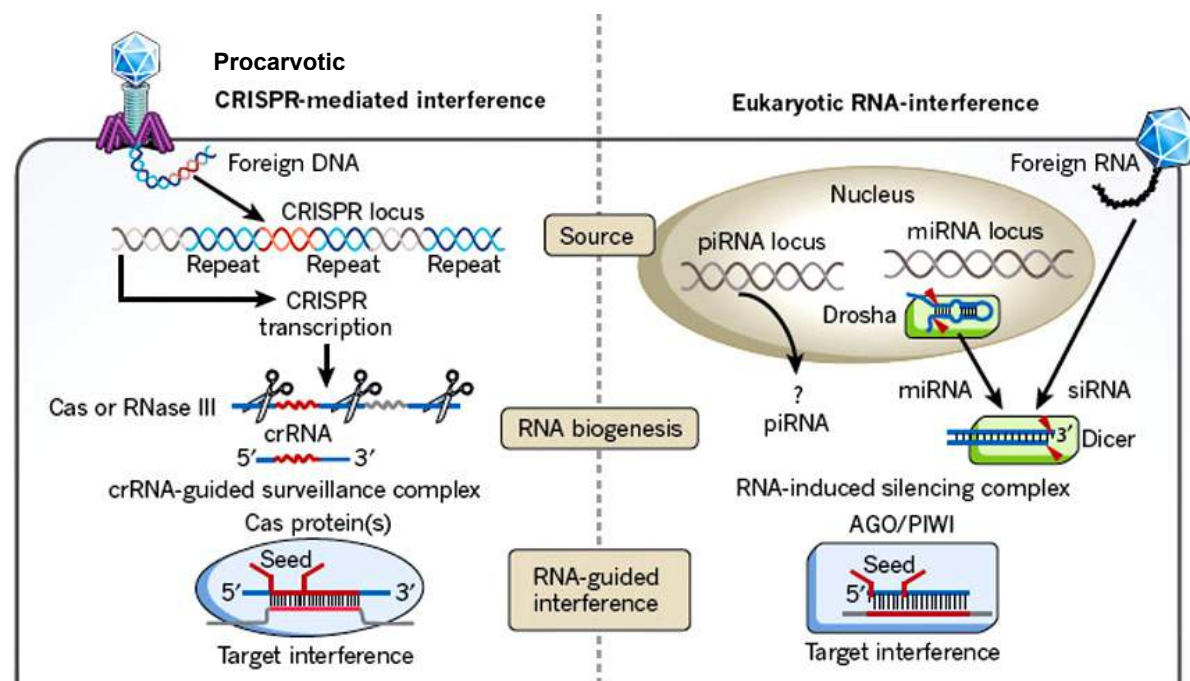 Procarvotic
CRISPR-mediated interference
Foreign DNA
CRISPR locus
Repeat Repeat Repeat
CRISPR
transcription
Cas or RNase III
crRNA
5′ 3′
crRNA-guided surveillance complex
Cas protein(s)
Seed
5′ 3′
Target interference
Source
RNA biogenesis
RNA-guided
interference
Eukaryotic RNA-interference
Foreign RNA
Nucleus
piRNA locus
miRNA locus
Drosha
miRNA
siRNA
?
piRNA
3′
Dicer
RNA-induced silencing complex
AGO/PIWI
Seed
5′
Target interference